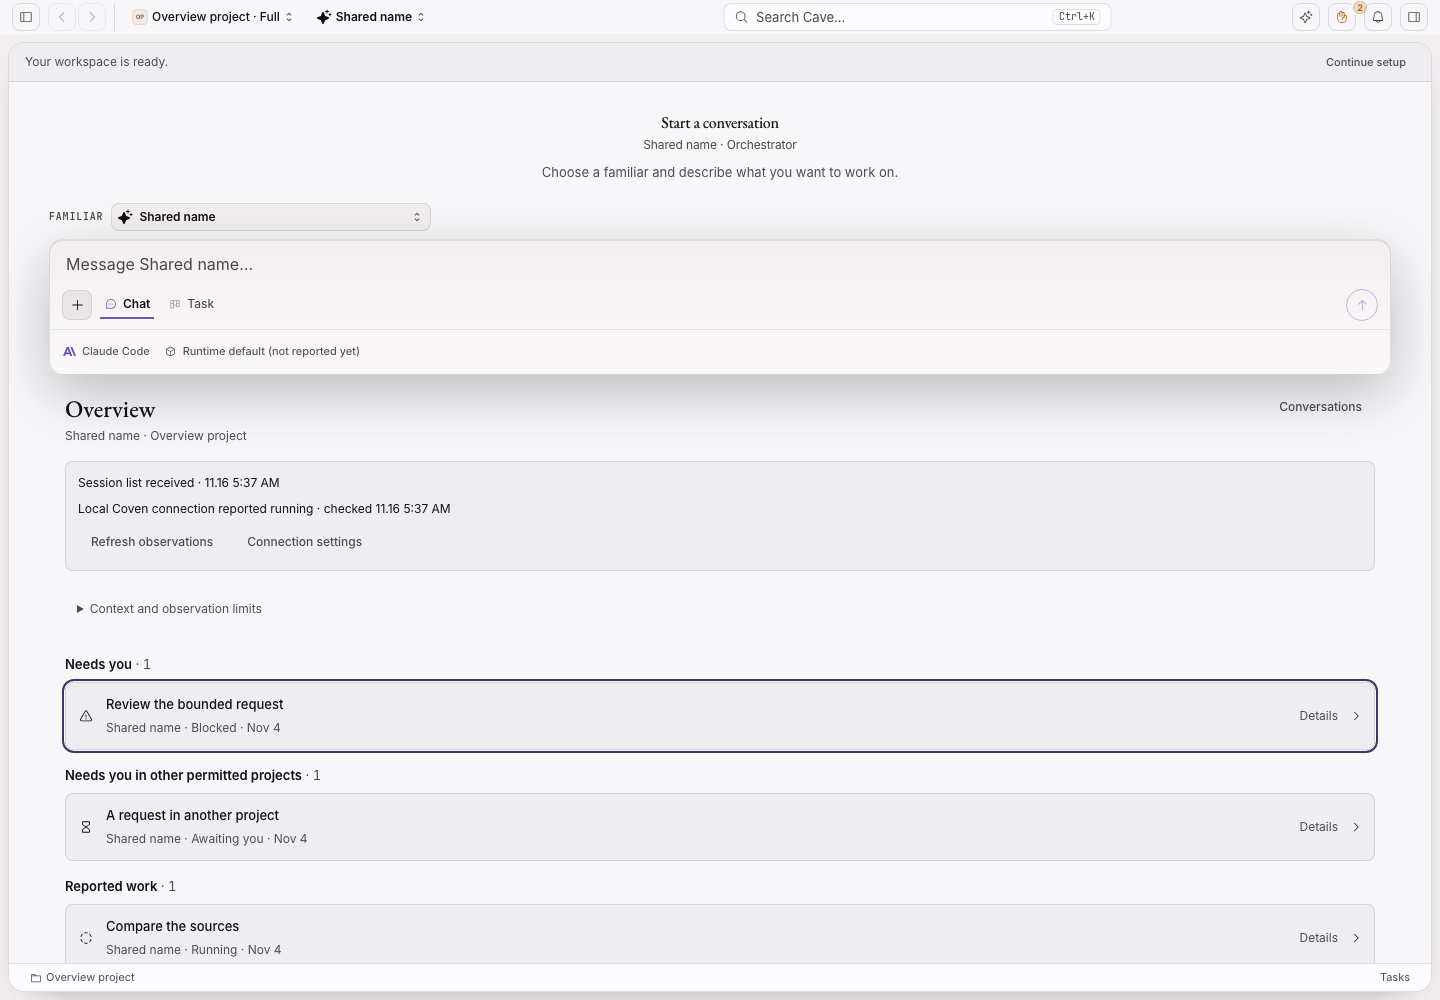 OP Overview project · Full
Shared name
Search Cave...
Ctrl+K
2
Your workspace is ready.
Continue setup
Start a conversation
Shared name · Orchestrator
Choose a familiar and describe what you want to work on.
FAMILIAR
Shared name
Message Shared name...
Chat
Task
Claude Code
Runtime default (not reported yet)
Overview
Conversations
Shared name · Overview project
Session list received · 11.16 5:37 AM
Local Coven connection reported running · checked 11.16 5:37 AM
Refresh observations
Connection settings
Context and observation limits
Needs you · 1
Review the bounded request
Shared name · Blocked · Nov 4
Details
Needs you in other permitted projects · 1
A request in another project
Shared name · Awaiting you · Nov 4
Details
Reported work · 1
Compare the sources
Shared name · Running · Nov 4
Details
Overview project
Tasks